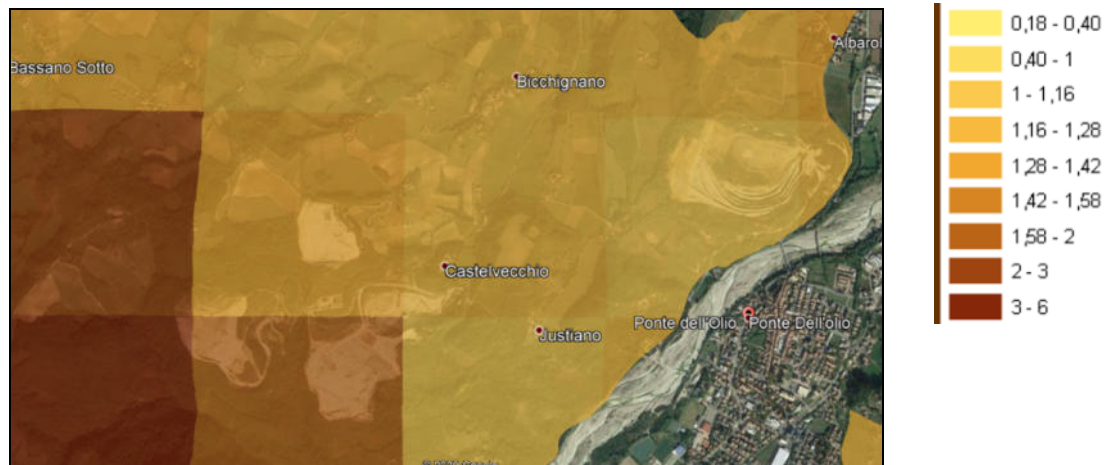 Albarol
Bassano Sotto
Bicchignano
Castelvecchio
Ponte dell'Olio
Ponte Dell'olio
Justiano
0,18 - 0,40
0,40 - 1
1 - 1,16
1,16 - 1,28
1,28 - 1,42
1,42 - 1,58
1,58 - 2
2 - 3
3 - 6